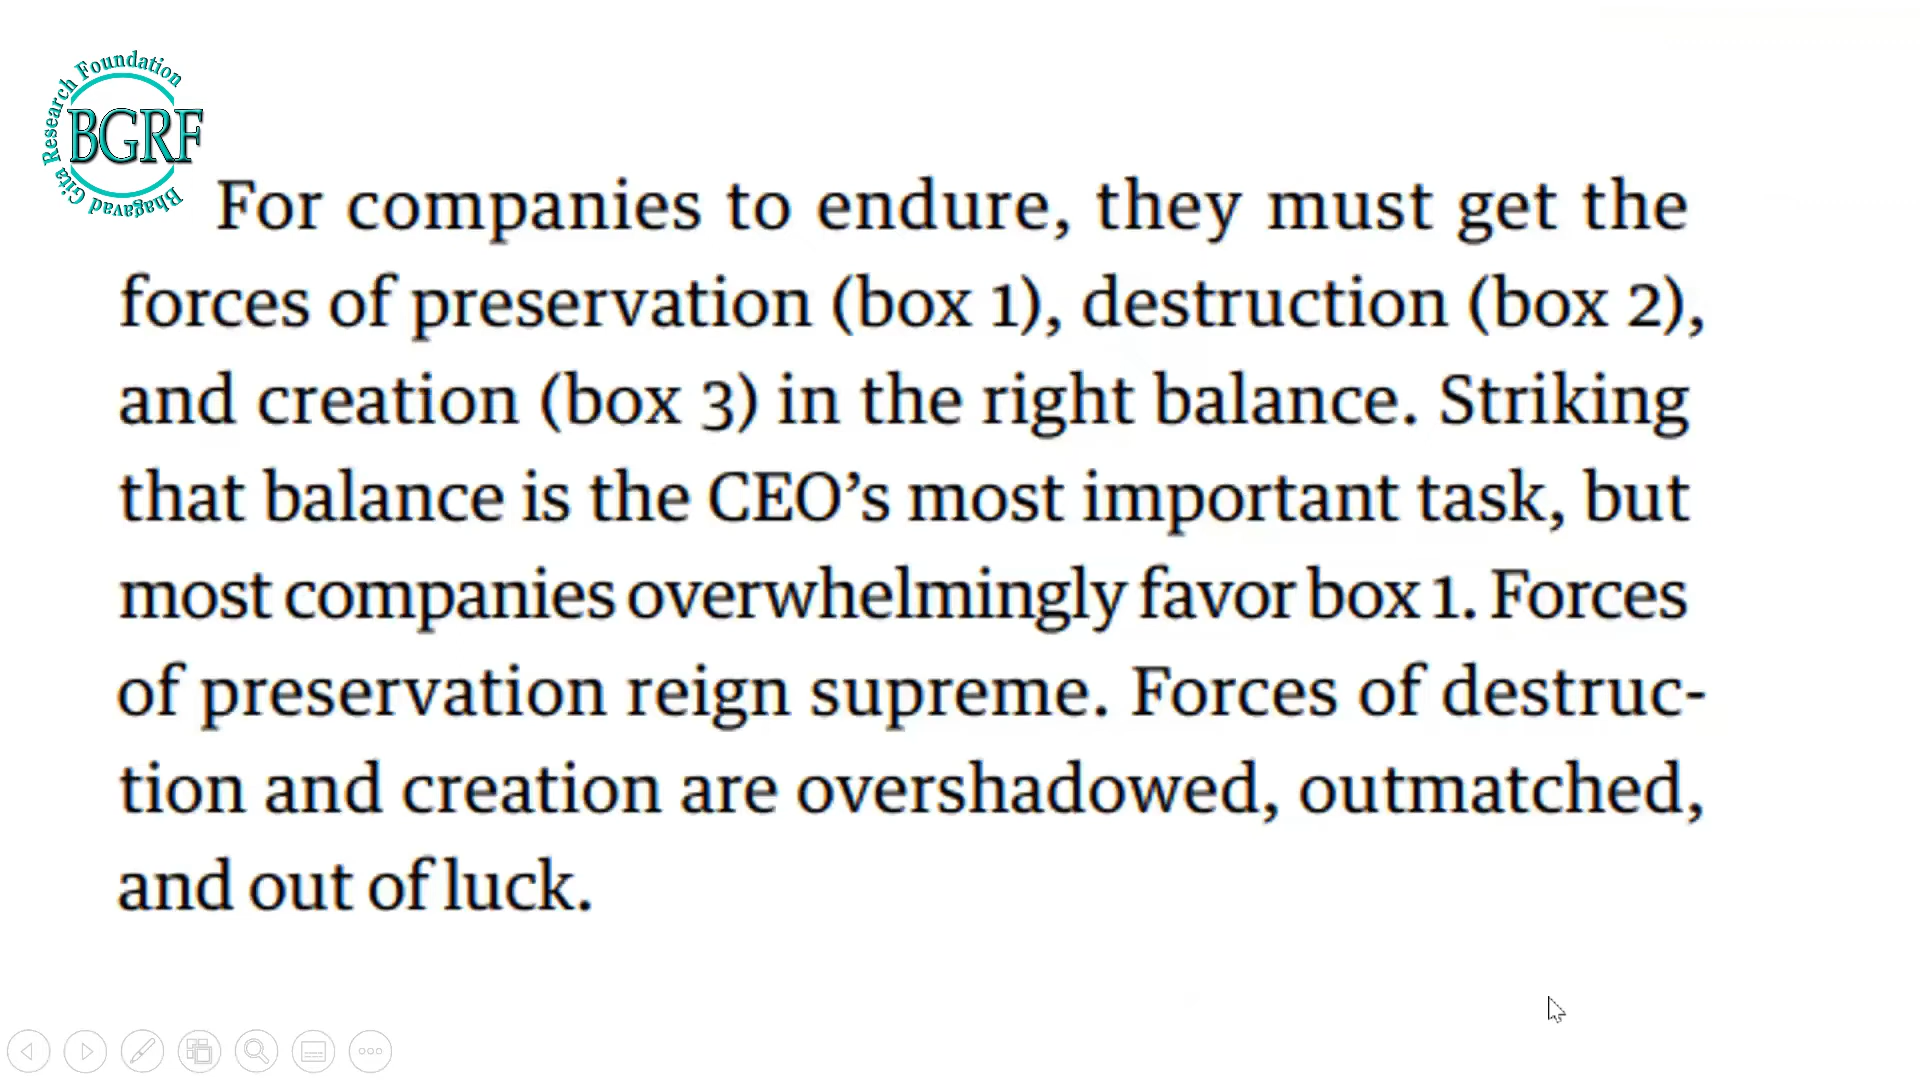 Bhagavad Gita Research Foundation
BGRF
For companies to endure, they must get the
forces of preservation (box 1), destruction (box 2),
and creation (box 3) in the right balance. Striking
that balance is the CEO’s most important task, but
most companies overwhelmingly favor box 1. Forces
of preservation reign supreme. Forces of destruc-
tion and creation are overshadowed, outmatched,
and out of luck.